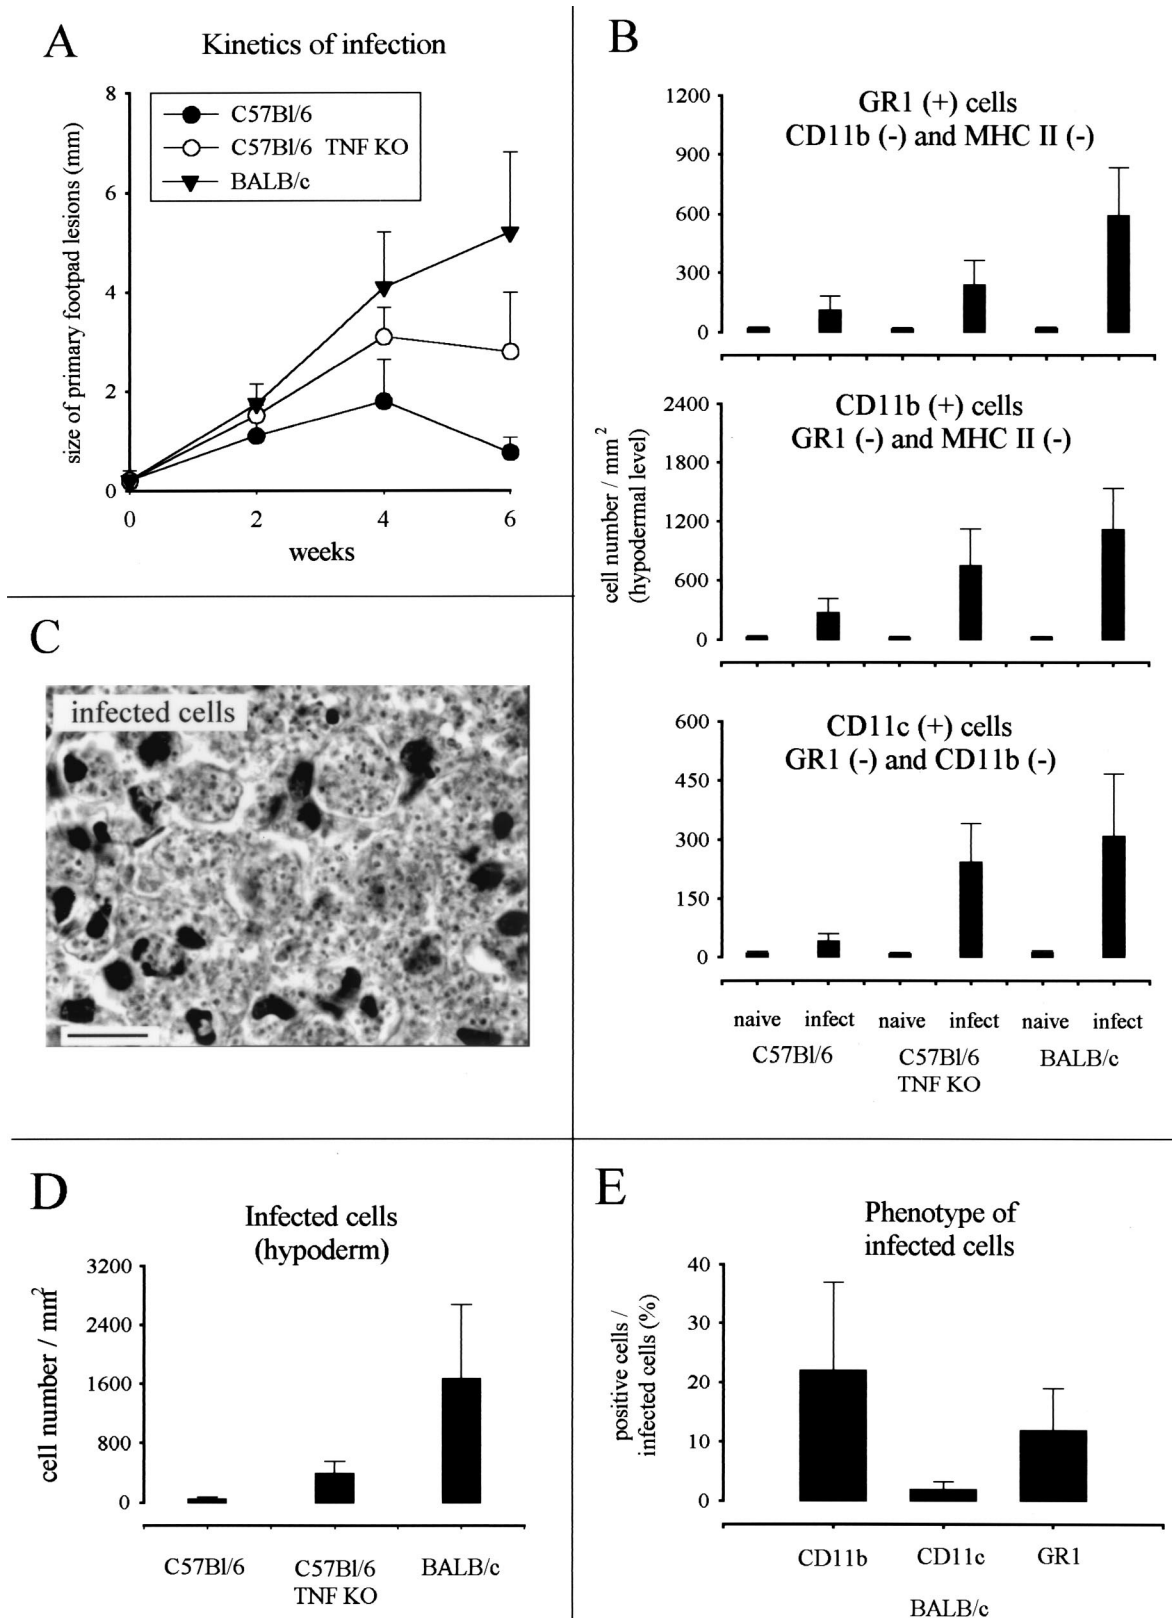 A
Kinetics of infection
8
6
4
2
0
size of primary footpad lesions (mm)
C57Bl/6
C57Bl/6 TNF KO
BALB/c
0 2 4 6
weeks
B
GR1 (+) cells
CD11b (-) and MHC II (-)
1200
900
600
300
0
CD11b (+) cells
GR1 (-) and MHC II (-)
2400
1800
1200
600
0
cell number / mm2
(hypodermal level)
CD11c (+) cells
GR1 (-) and CD11b (-)
600
450
300
150
0
naive infect naive infect naive infect
C57Bl/6 C57Bl/6 BALB/c
TNF KO
C
infected cells
D
Infected cells
(hypoderm)
3200
2400
1600
800
0
cell number / mm2
C57Bl/6 C57Bl/6 BALB/c
TNF KO
E
Phenotype of
infected cells
40
30
20
10
0
positive cells /
infected cells (%)
CD11b CD11c GR1
BALB/c